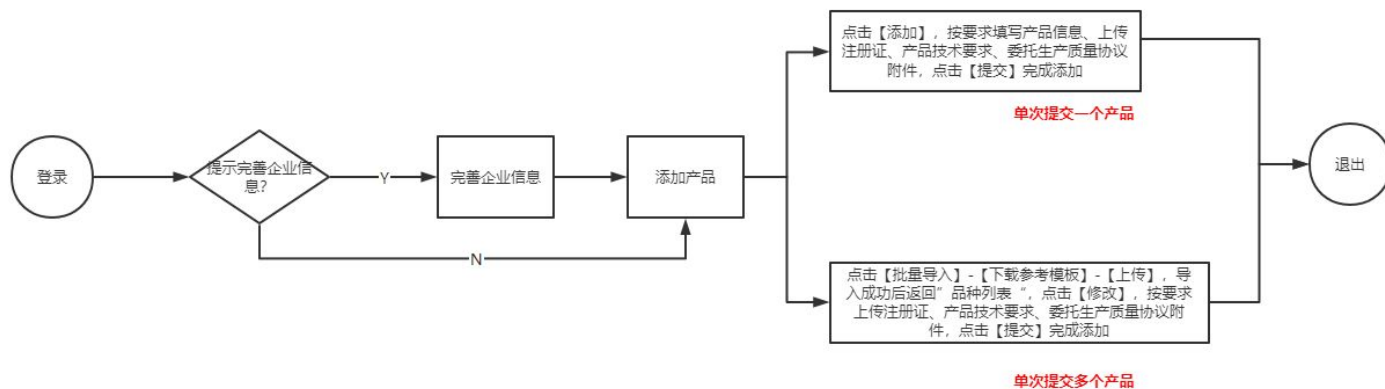 点击【添加】，按要求填写产品信息、上传
注册证、产品技术要求、委托生产质量协议
附件，点击【提交】完成添加
单次提交一个产品
登录
提示完善企业信
息?
Y
完善企业信息
添加产品
退出
N
点击【批量导入】-【下载参考模板】-【上传】，导
入成功后返回”品种列表“，点击【修改】，按要求
上传注册证、产品技术要求、委托生产质量协议附
件，点击【提交】完成添加
单次提交多个产品